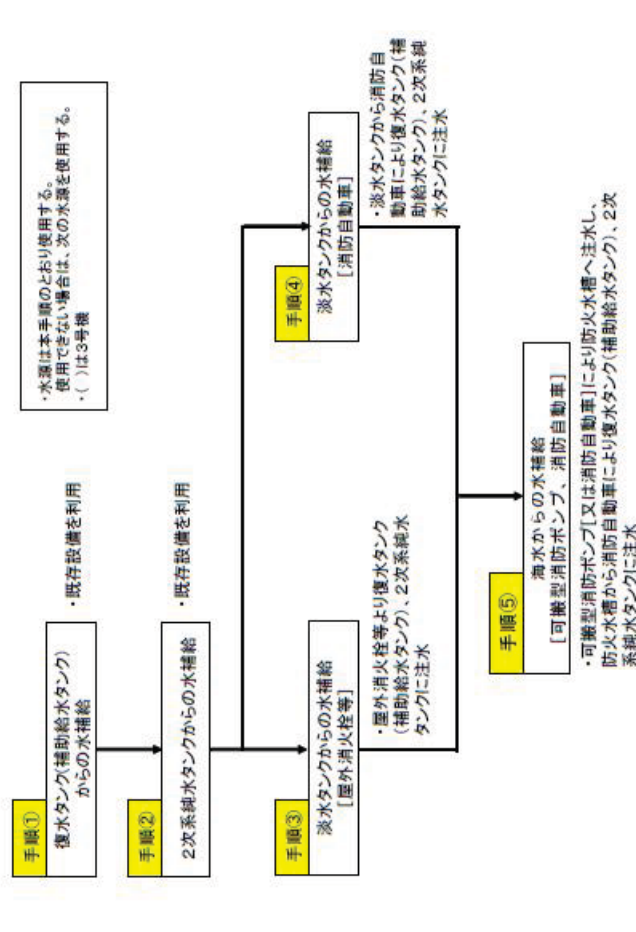 ・水源は本手順のとおり使用する。
使用できない場合は、次の水源を使用する。
・( )は3号機
手順①
復水タンク(補助給水タンク)
からの水補給
・既存設備を利用
手順②
2次系純水タンクからの水補給
・既存設備を利用
手順③
淡水タンクからの水補給
[屋外消火栓等]
・屋外消火栓等より復水タンク
(補助給水タンク)、2次系純水
タンクに注水
手順④
淡水タンクからの水補給
[消防自動車]
・淡水タンクから消防自
動車により復水タンク(補
助給水タンク)、2次系純
水タンクに注水
手順⑤
海水からの水補給
[可搬型消防ポンプ、消防自動車]
・可搬型消防ポンプ[又は消防自動車]により防火水槽へ注水し、
防火水槽から消防自動車により復水タンク(補助給水タンク)、2次
系純水タンクに注水